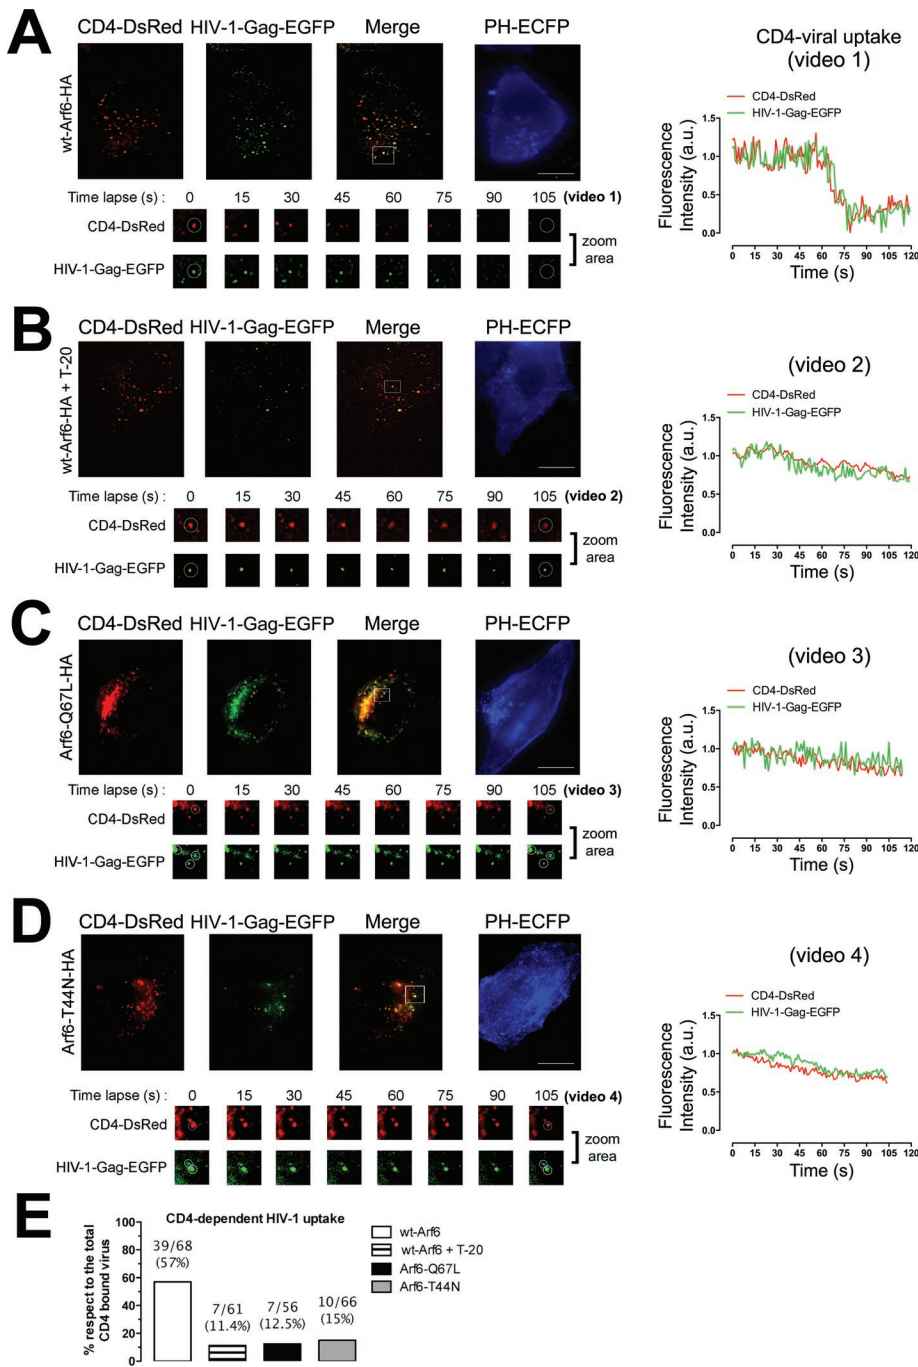 A
CD4-DsRed HIV-1-Gag-EGFP Merge PH-ECFP
wt-Arf6-HA
Time lapse (s) : 0 15 30 45 60 75 90 105 (video 1)
CD4-DsRed
HIV-1-Gag-EGFP
zoom
area
CD4-viral uptake
(video 1)
CD4-DsRed
HIV-1-Gag-EGFP
Fluorescence
Intensity (a.u.)
1.5
1.0
0.5
0.0
0 15 30 45 60 75 90 105 120
Time (s)
B
CD4-DsRed HIV-1-Gag-EGFP Merge PH-ECFP
wt-Arf6-HA + T-20
Time lapse (s) : 0 15 30 45 60 75 90 105 (video 2)
CD4-DsRed
HIV-1-Gag-EGFP
zoom
area
(video 2)
CD4-DsRed
HIV-1-Gag-EGFP
Fluorescence
Intensity (a.u.)
1.5
1.0
0.5
0.0
0 15 30 45 60 75 90 105 120
Time (s)
C
CD4-DsRed HIV-1-Gag-EGFP Merge PH-ECFP
Arf6-Q67L-HA
Time lapse (s) : 0 15 30 45 60 75 90 105 (video 3)
CD4-DsRed
HIV-1-Gag-EGFP
zoom
area
(video 3)
CD4-DsRed
HIV-1-Gag-EGFP
Fluorescence
Intensity (a.u.)
1.5
1.0
0.5
0.0
0 15 30 45 60 75 90 105 120
Time (s)
D
CD4-DsRed HIV-1-Gag-EGFP Merge PH-ECFP
Arf6-T44N-HA
Time lapse (s) : 0 15 30 45 60 75 90 105 (video 4)
CD4-DsRed
HIV-1-Gag-EGFP
zoom
area
(video 4)
CD4-DsRed
HIV-1-Gag-EGFP
Fluorescence
Intensity (a.u.)
1.5
1.0
0.5
0.0
0 15 30 45 60 75 90 105 120
Time (s)
E
CD4-dependent HIV-1 uptake
% respect to the total
CD4 bound virus
100
80
60
40
20
0
39/68
(57%)
7/61
(11.4%)
7/56
(12.5%)
10/66
(15%)
wt-Arf6
wt-Arf6 + T-20
Arf6-Q67L
Arf6-T44N